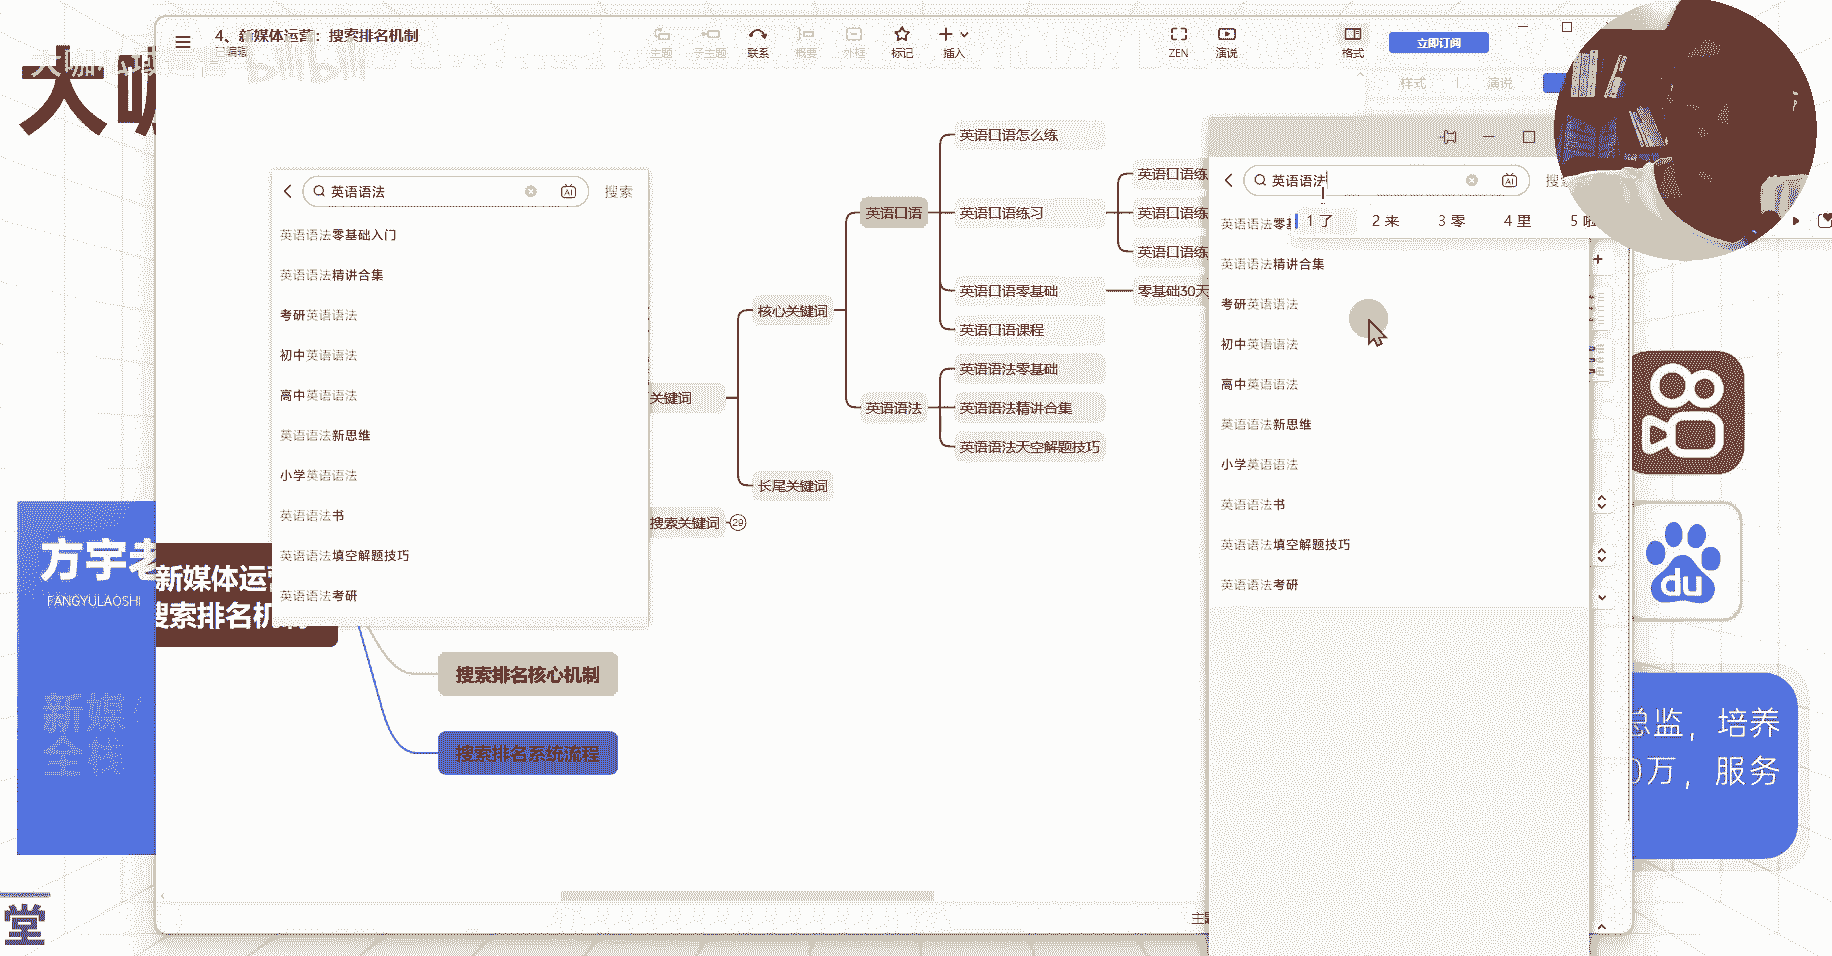 4、新媒体运营：搜索排名机制
已编辑
主题
子主题
联系
概要
外框
标记
插入
ZEN
演说
格式
立即订阅
样式
演说
大咖
bilibili
英语语法
搜索
英语语法零基础入门
英语语法精讲合集
考研英语语法
初中英语语法
高中英语语法
英语语法新思维
小学英语语法
英语语法书
英语语法填空解题技巧
英语语法考研
关键词
搜索关键词
29
核心关键词
长尾关键词
英语口语
英语语法
英语口语怎么练
英语口语练习
英语口语零基础
英语口语课程
英语语法零基础
英语语法精讲合集
英语语法天空解题技巧
英语口语练
英语口语练
英语口语练
零基础30天
英语语法
搜
1 了
2 来
3 零
4 里
5 啦
英语语法零基
英语语法精讲合集
考研英语语法
初中英语语法
高中英语语法
英语语法新思维
小学英语语法
英语语法书
英语语法填空解题技巧
英语语法考研
方宇老
FANGYULAOSHI
新媒体运营
搜索排名机制
搜索排名核心机制
搜索排名系统流程
新媒体
全栈
du
总监，培养
0万，服务
主题
堂